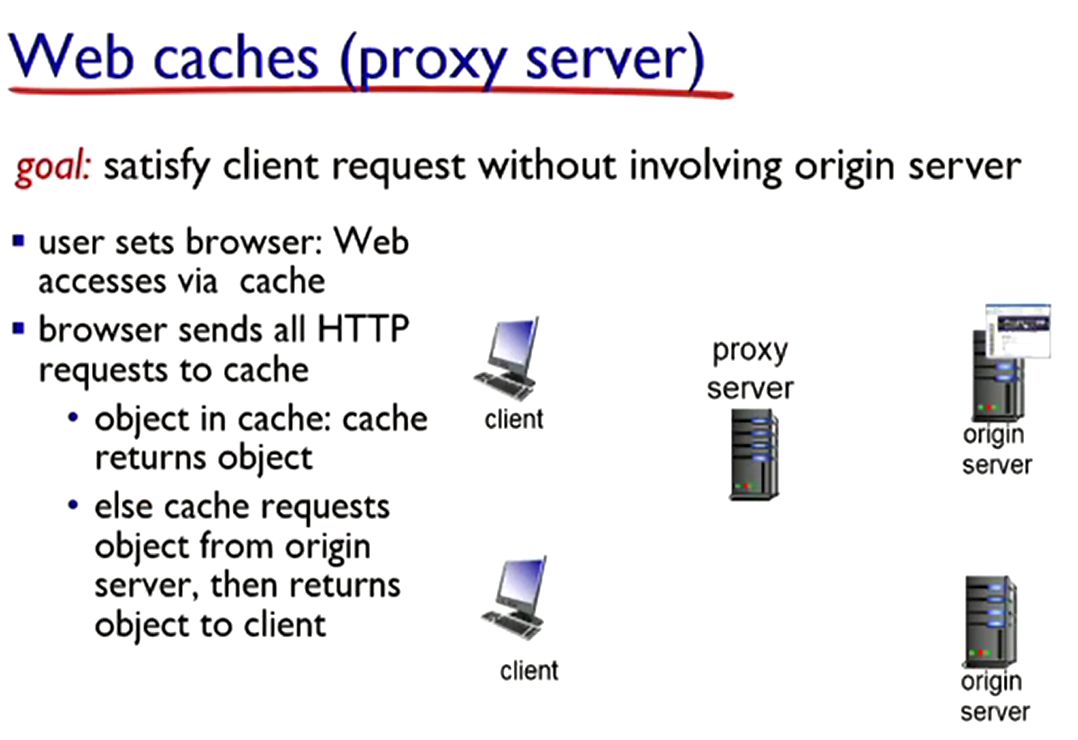 Web caches (proxy server)
goal: satisfy client request without involving origin server
▪ user sets browser: Web
accesses via cache
▪ browser sends all HTTP
requests to cache
• object in cache: cache
returns object
• else cache requests
object from origin
server, then returns
object to client
client
proxy
server
origin
server
client
origin
server